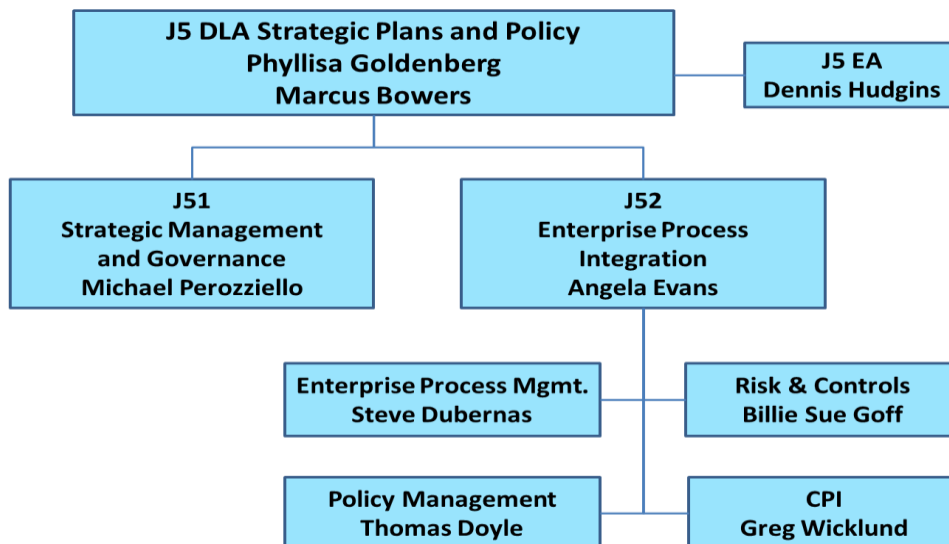 J5 DLA Strategic Plans and Policy
Phyllisa Goldenberg
Marcus Bowers
J5 EA
Dennis Hudgins
J51
Strategic Management
and Governance
Michael Perozziello
J52
Enterprise Process
Integration
Angela Evans
Enterprise Process Mgmt.
Steve Dubernas
Risk & Controls
Billie Sue Goff
Policy Management
Thomas Doyle
CPI
Greg Wicklund